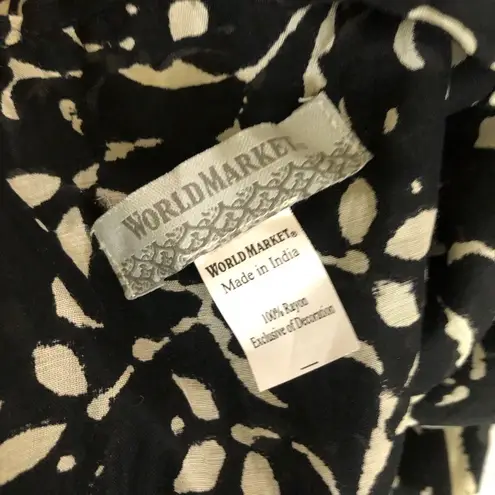 WORLD MARKET®
WORLD MARKET®
Made in India
100% Rayon
Exclusive of Decoration